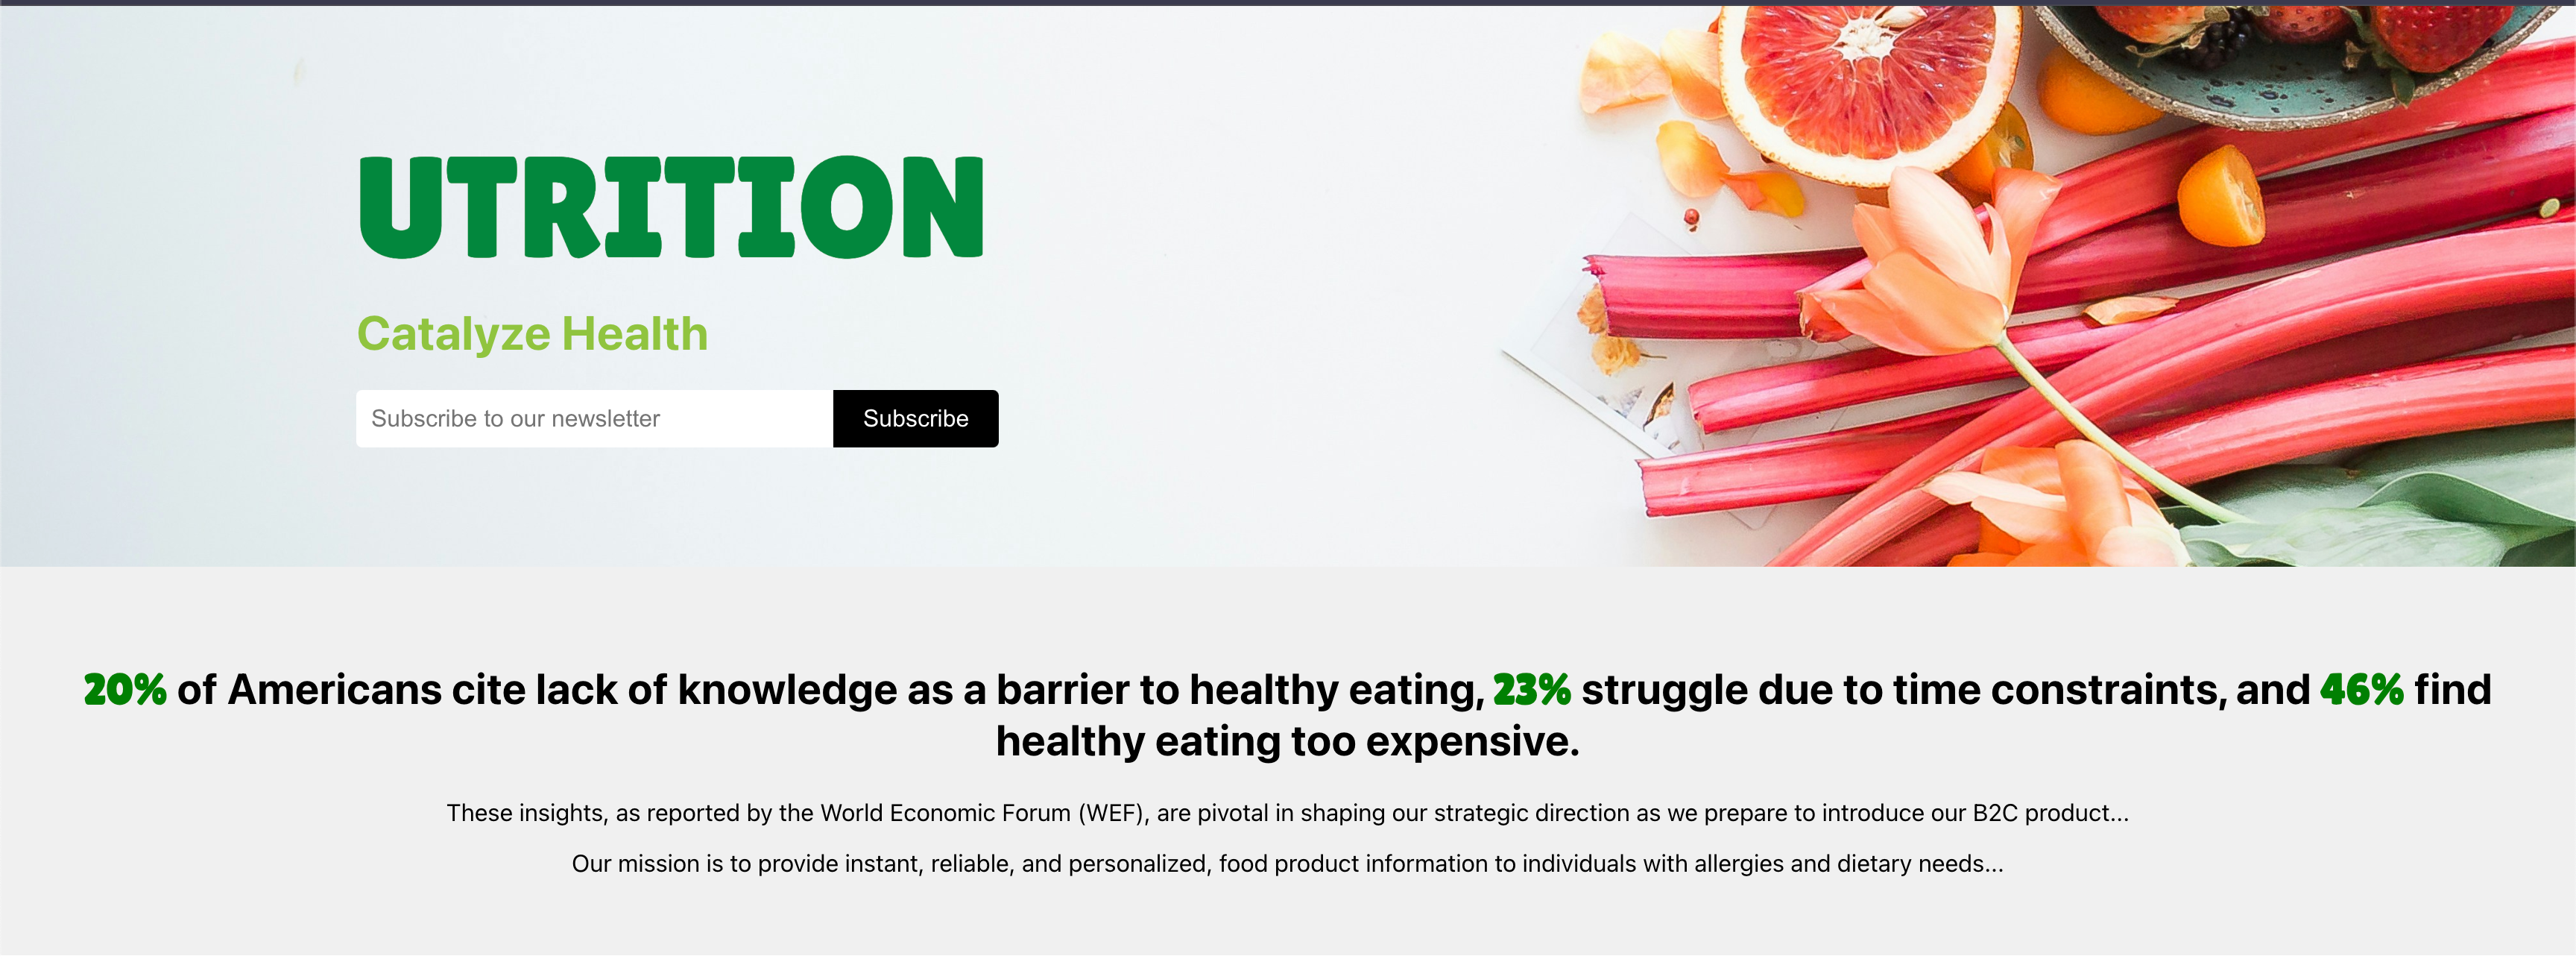 UTRITION
Catalyze Health
Subscribe to our newsletter Subscribe
20% of Americans cite lack of knowledge as a barrier to healthy eating, 23% struggle due to time constraints, and 46% find
healthy eating too expensive.
These insights, as reported by the World Economic Forum (WEF), are pivotal in shaping our strategic direction as we prepare to introduce our B2C product...
Our mission is to provide instant, reliable, and personalized, food product information to individuals with allergies and dietary needs...